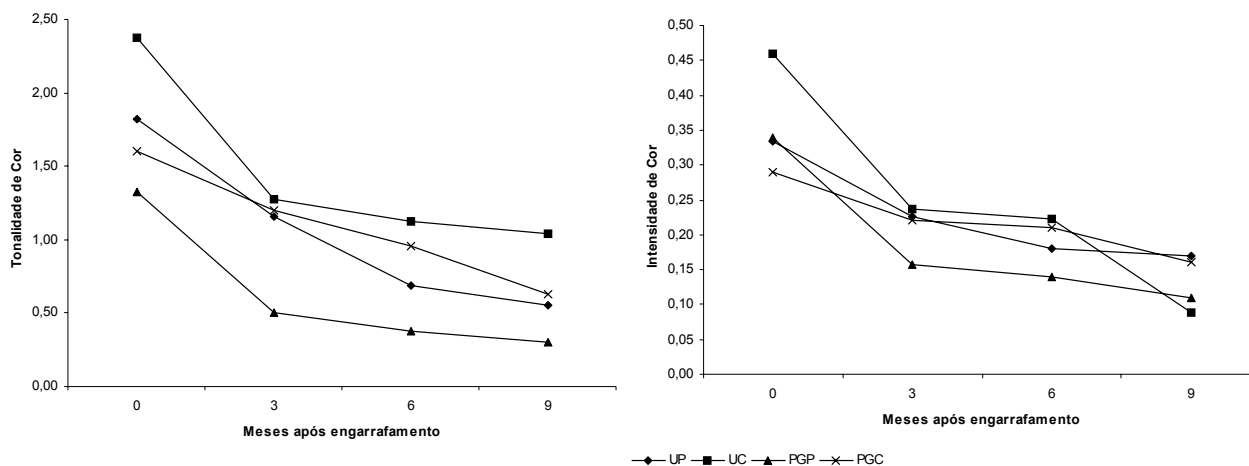 2,50
2,00
1,50
1,00
0,50
0,00
Tonalidade de Cor
0 3 6 9
Meses após engarrafamento
0,50
0,45
0,40
0,35
0,30
0,25
0,20
0,15
0,10
0,05
0,00
Intensidade de Cor
0 3 6 9
Meses após engarrafamento
UP UC PGP PGC